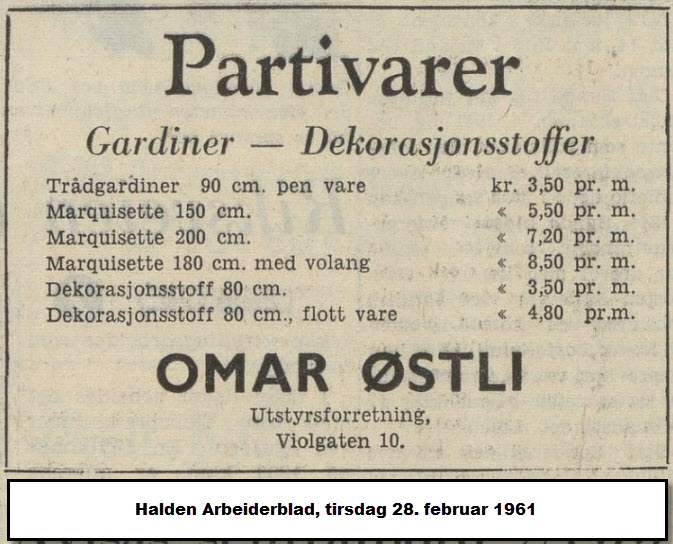 Partivarer
Gardiner — Dekorasjonsstoffer
Trådgardiner 90 cm. pen vare kr. 3,50 pr. m.
Marquisette 150 cm. « 5,50 pr. m.
Marquisette 200 cm. « 7,20 pr. m.
Marquisette 180 cm. med volang « 8,50 pr. m.
Dekorasjonsstoff 80 cm. « 3,50 pr. m.
Dekorasjonsstoff 80 cm., flott vare « 4,80 pr.m.
OMAR ØSTLI
Utstyrsforretning,
Violgaten 10.
Halden Arbeiderblad, tirsdag 28. februar 1961